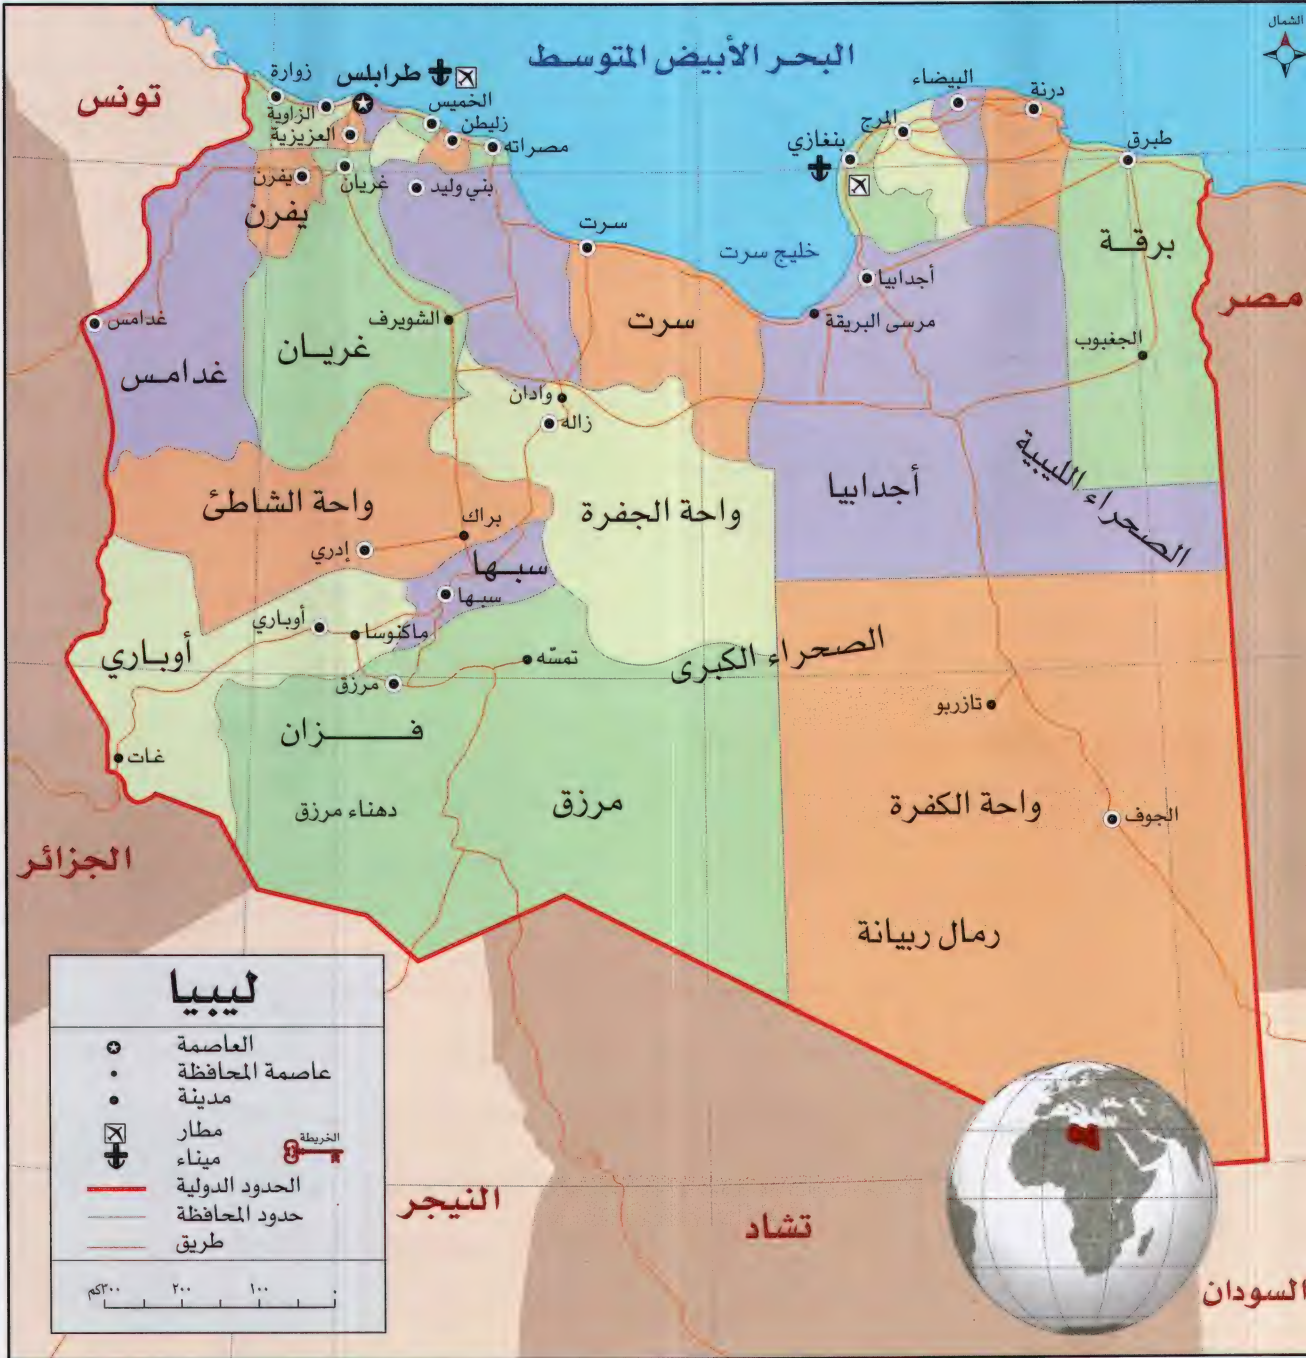 الشمال
البحر الأبيض المتوسط
تونس
زوارة
طرابلس
الزاوية
العزيزية
الخميس
زليطن
مصراته
البيضاء
درنة
المرج
بنغازي
طبرق
يفرن
غريان
بني وليد
يفرن
سرت
خليج سرت
برقة
أجدابيا
مصر
غدامس
الشويرف
سرت
مرسى البريقة
الجغبوب
غريان
غدامس
وادان
زاله
الصحراء الليبية
أجدابيا
واحة الشاطئ
واحة الجفرة
براك
إدري
سبها
سبها
أوباري
ماكنوسا
أوباري
تمسّه
الصحراء الكبرى
مرزق
تازربو
فزان
غات
دهناء مرزق
مرزق
واحة الكفرة
الجوف
الجزائر
رمال ربيانة
ليبيا
العاصمة
عاصمة المحافظة
مدينة
مطار
ميناء
الخريطة
الحدود الدولية
حدود المحافظة
طريق
٠ ١٠٠ ٢٠٠ ٣٠٠كم
النيجر
تشاد
السودان